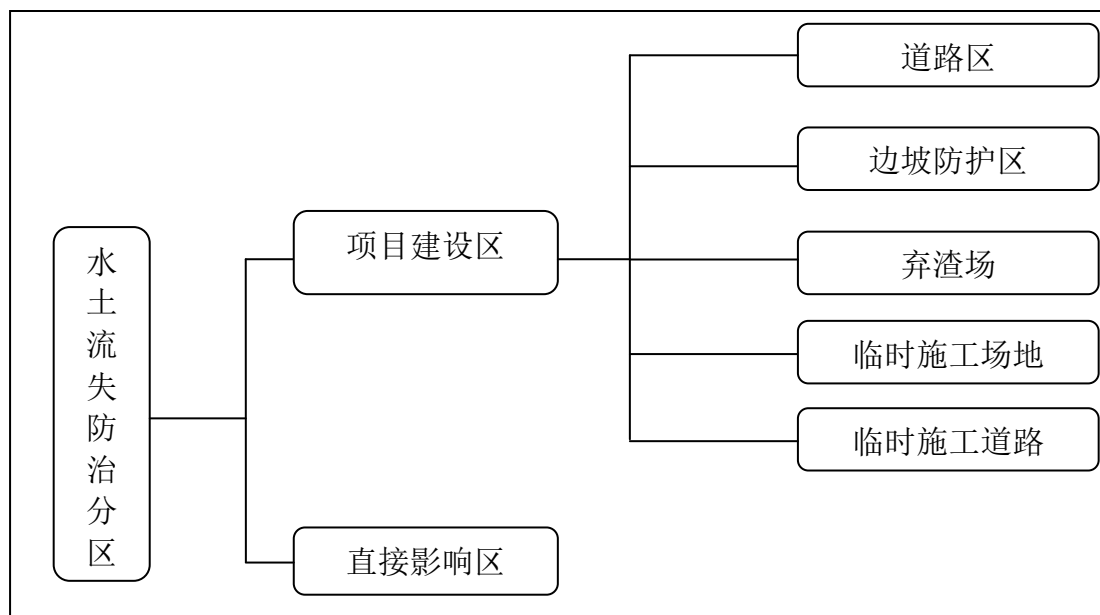 水土流失防治分区
项目建设区
道路区
边坡防护区
弃渣场
临时施工场地
临时施工道路
直接影响区